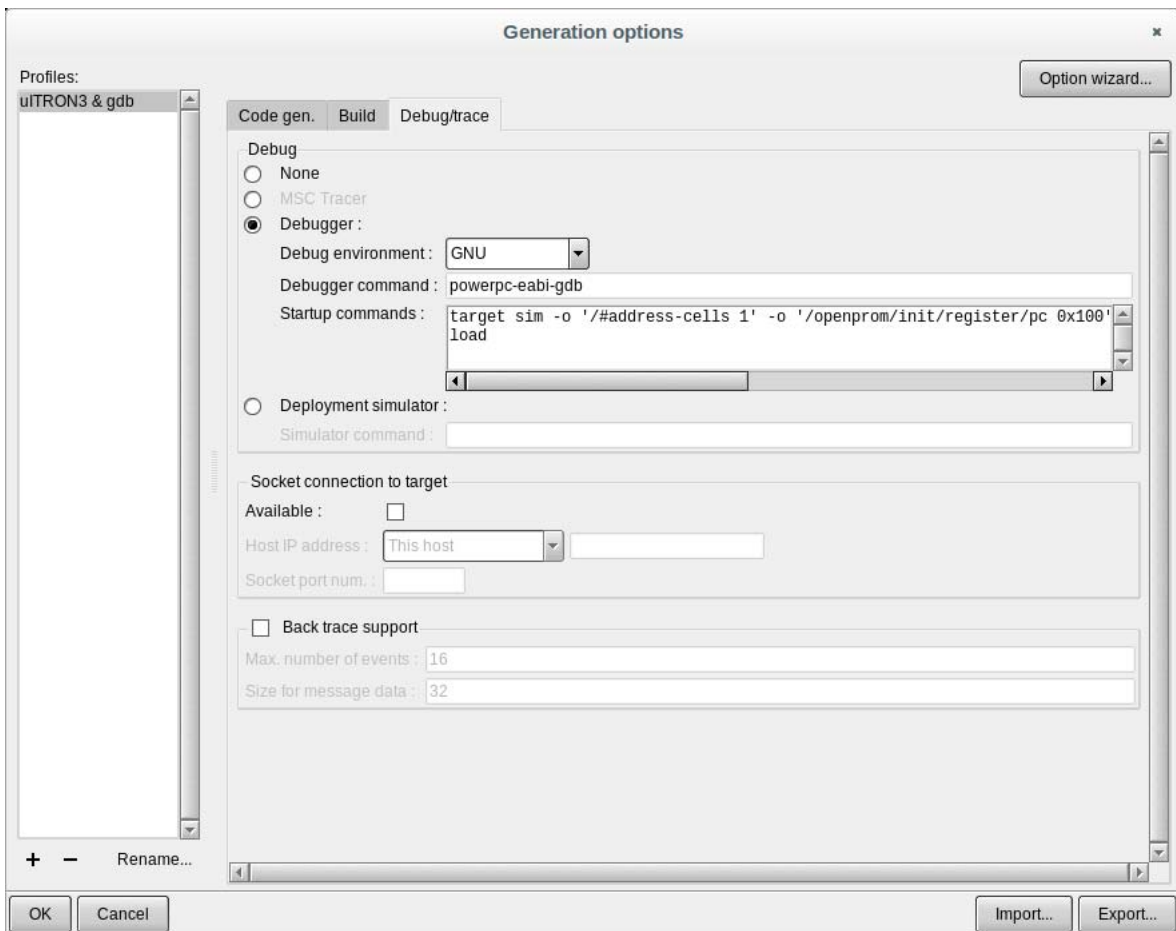 Generation options
Profiles:
Option wizard...
uITRON3 & gdb
Code gen. Build Debug/trace
Debug
None
MSC Tracer
Debugger :
Debug environment : GNU
Debugger command : powerpc-eabi-gdb
Startup commands : target sim -o '/#address-cells 1' -o '/openprom/init/register/pc 0x100'
load
Deployment simulator :
Simulator command :
Socket connection to target
Available :
Host IP address : This host
Socket port num. :
Back trace support
Max. number of events : 16
Size for message data : 32
+ − Rename...
OK Cancel Import... Export...